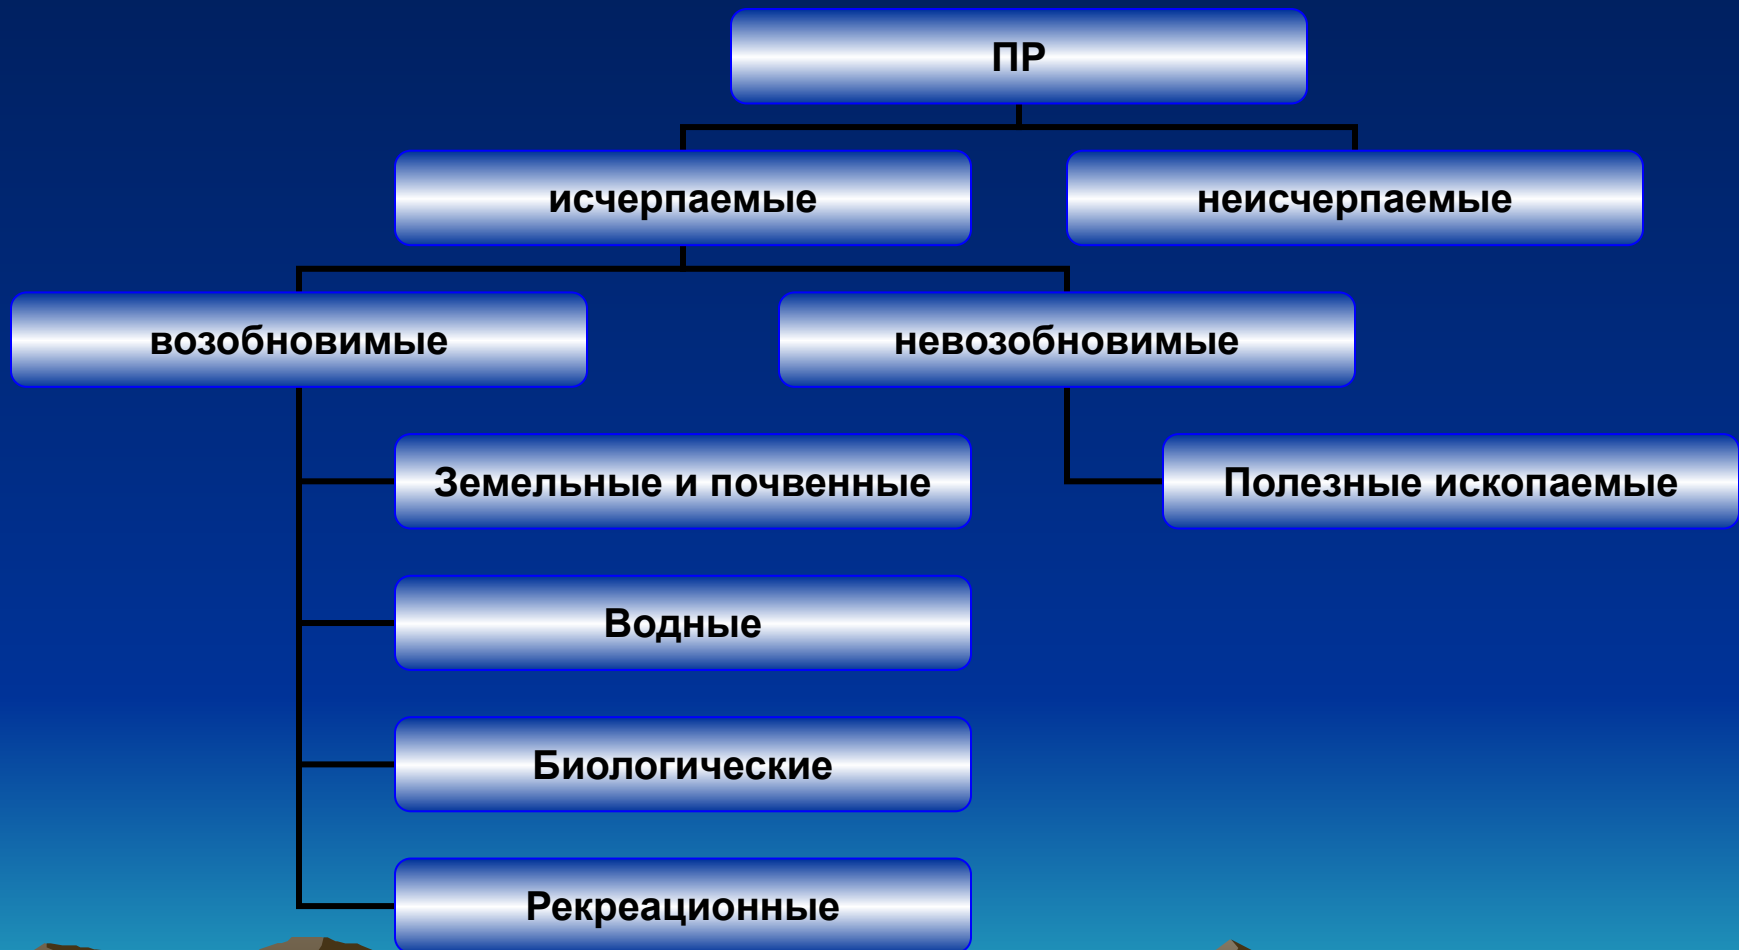 ПР
исчерпаемые
неисчерпаемые
возобновимые
невозобновимые
Земельные и почвенные
Полезные ископаемые
Водные
Биологические
Рекреационные